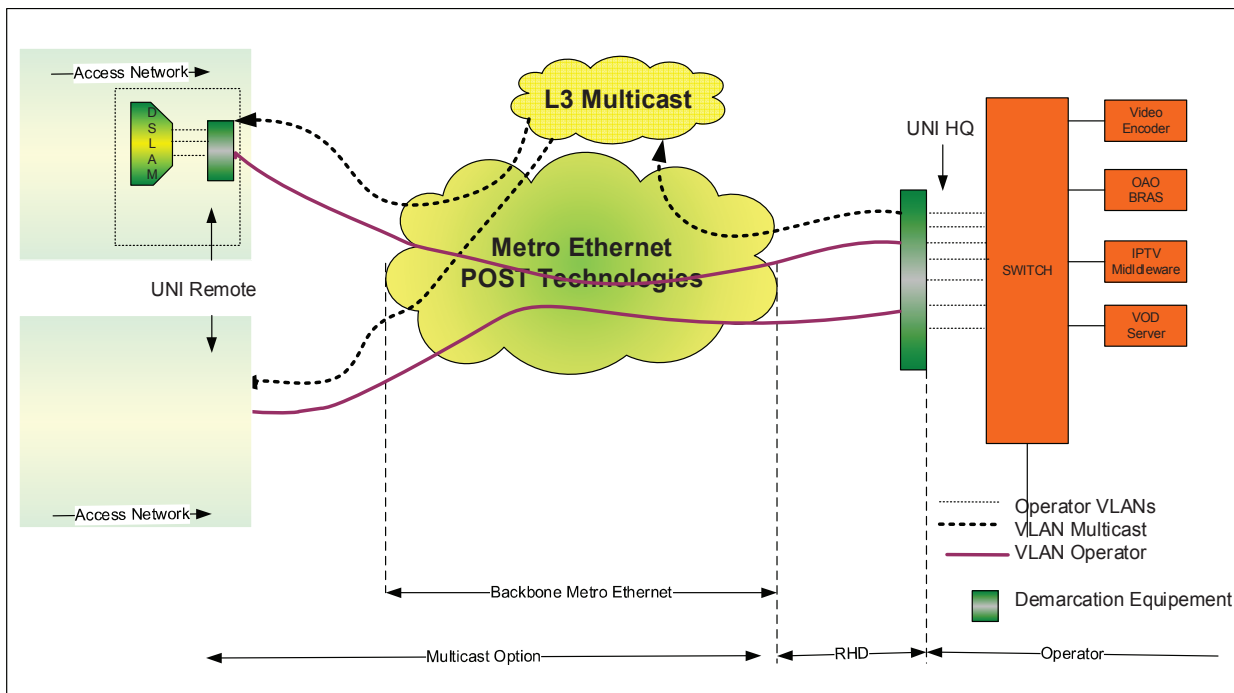 Access Network
L3 Multicast
D
S
L
A
M
UNI HQ
Video
Encoder
OAO
BRAS
Metro Ethernet
POST Technologies
UNI Remote
SWITCH
IPTV
Middldleware
VOD
Server
Access Network
Operator VLANs
VLAN Multicast
VLAN Operator
Backbone Metro Ethernet
Demarcation Equipement
Multicast Option
RHD
Operator